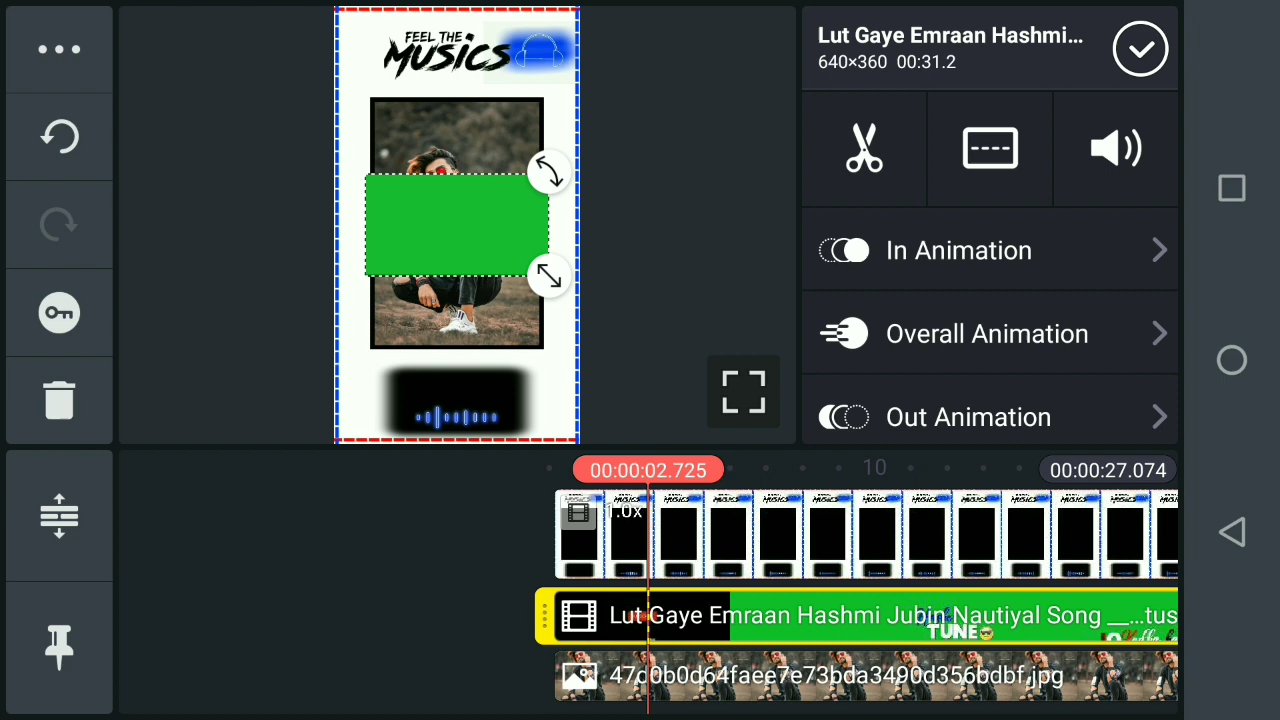 FEEL THE
MUSICS
Lut Gaye Emraan Hashmi...
640×360 00:31.2
In Animation
Overall Animation
Out Animation
00:00:02.725
10
00:00:27.074
1.0x
Lut Gaye Emraan Hashmi Jubin Nautiyal Song __...tus
TUNE
47d0b0d64faee7e73bda3490d356bdbf.jpg